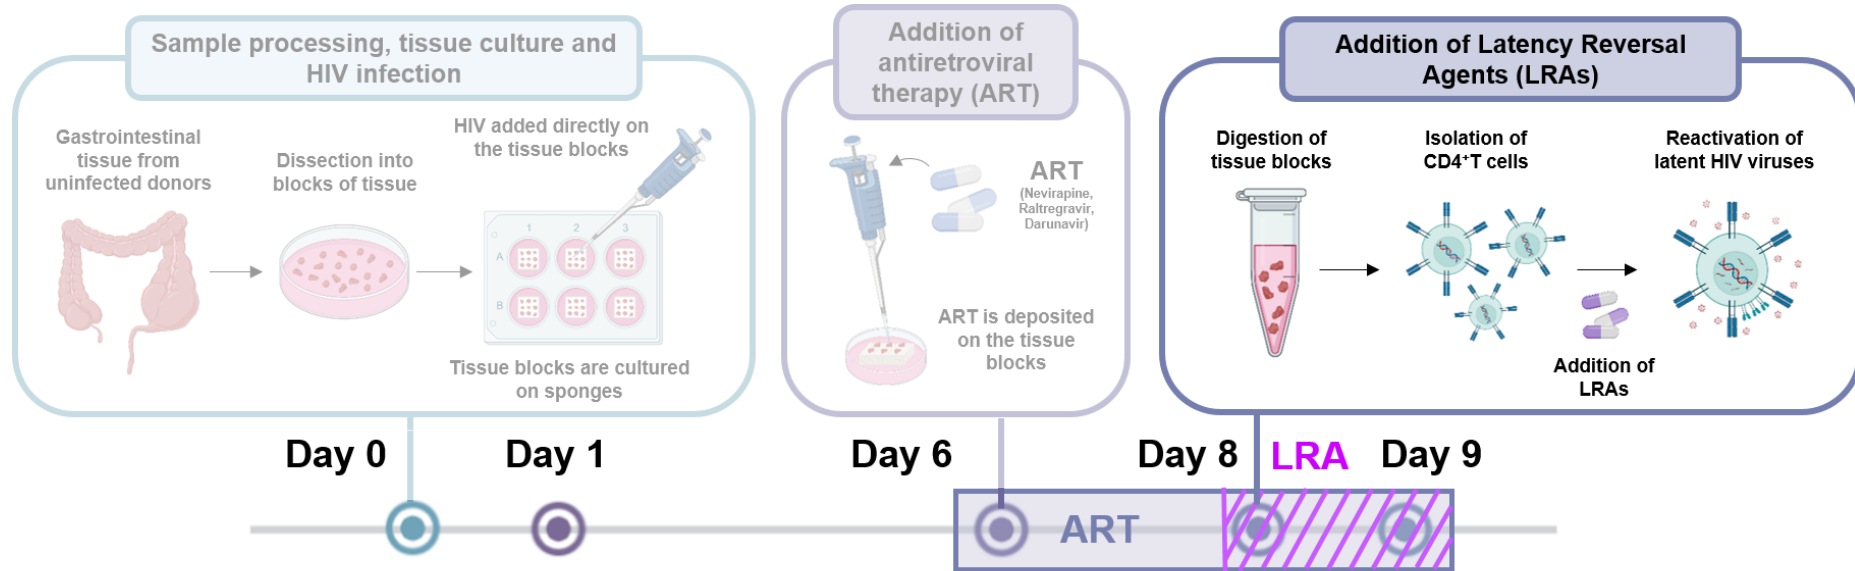 Sample processing, tissue culture and
HIV infection
Gastrointestinal
tissue from
uninfected donors
Dissection into
blocks of tissue
HIV added directly on
the tissue blocks
1 2 3
A
B
Tissue blocks are cultured
on sponges
Addition of
antiretroviral
therapy (ART)
ART
(Nevirapine,
Raltregravir,
Darunavir)
ART is deposited
on the tissue
blocks
Addition of Latency Reversal
Agents (LRAs)
Digestion of
tissue blocks
Isolation of
CD4⁺T cells
Reactivation of
latent HIV viruses
Addition of
LRAs
Day 0 Day 1 Day 6 Day 8 LRA Day 9
ART